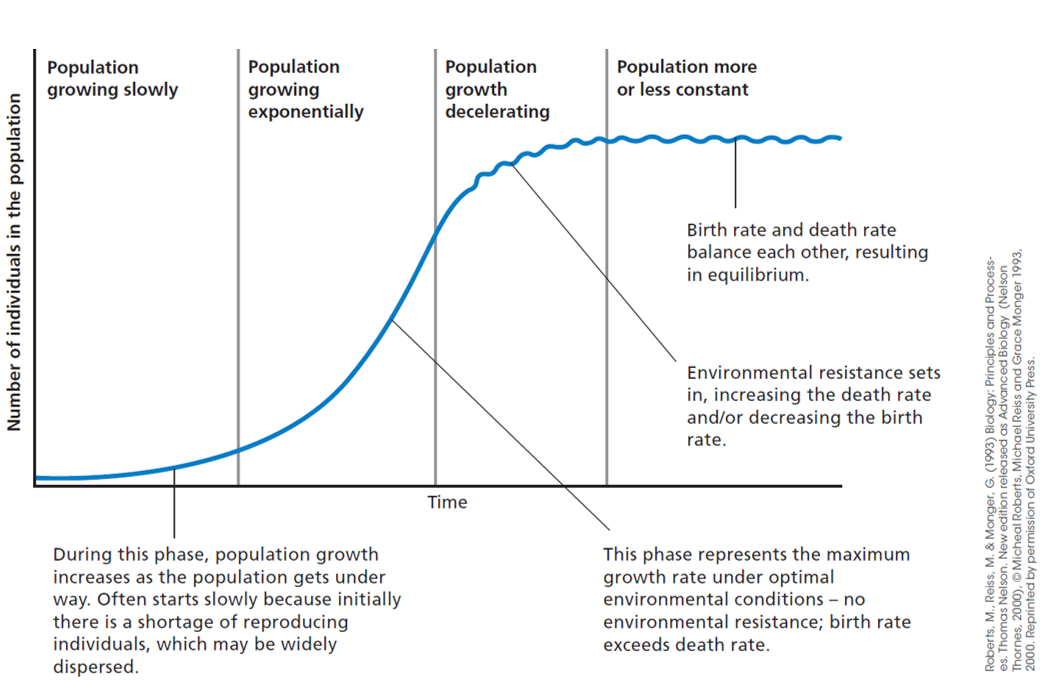 Population
growing slowly
Population
growing
exponentially
Population
growth
decelerating
Population more
or less constant
Number of individuals in the population
Birth rate and death rate
balance each other, resulting
in equilibrium.
Environmental resistance sets
in, increasing the death rate
and/or decreasing the birth
rate.
Time
During this phase, population growth
increases as the population gets under
way. Often starts slowly because initially
there is a shortage of reproducing
individuals, which may be widely
dispersed.
This phase represents the maximum
growth rate under optimal
environmental conditions – no
environmental resistance; birth rate
exceeds death rate.
Roberts, M., Reiss, M. & Monger, G. (1993) Biology: Principles and Process-
es. Thomas Nelson. New edition released as Advanced Biology (Nelson
Thornes, 2000), © Micheal Roberts, Michael Reiss and Grace Monger 1993,
2000. Reprinted by permission of Oxford University Press.